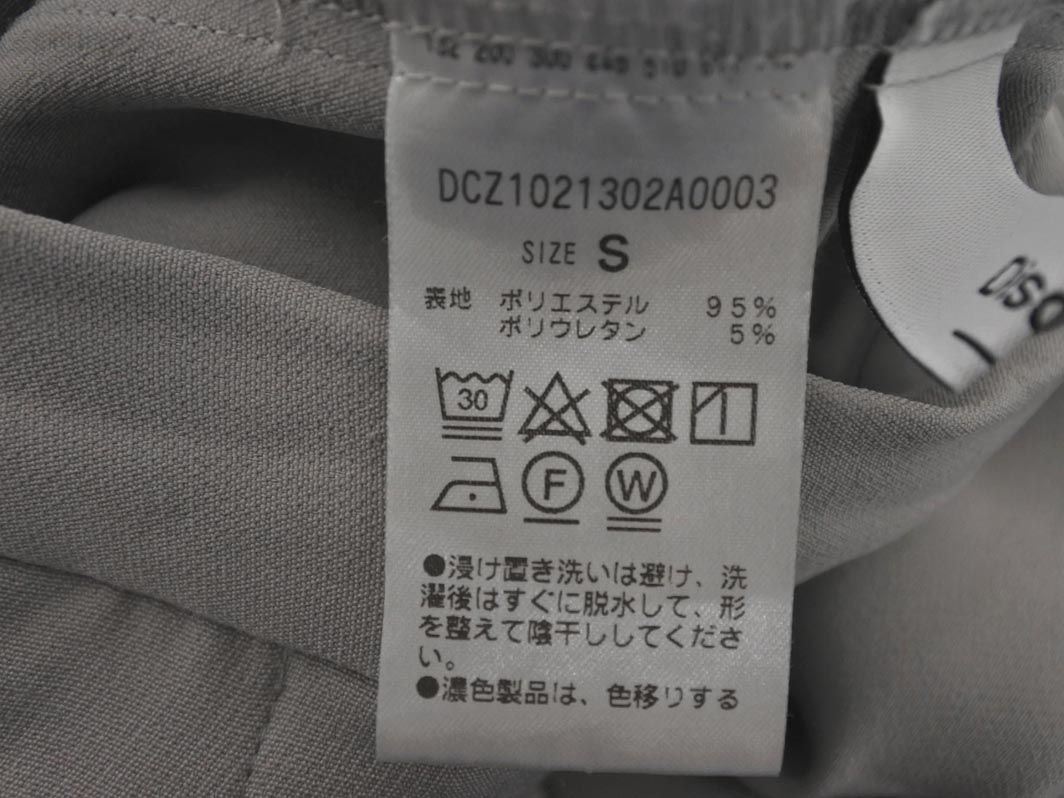 200 300
DCZ1021302A0003
SIZE S
表地 ポリエステル 95%
ポリウレタン 5%
30
F W
●浸け置き洗いは避け、洗
濯後はすぐに脱水して、形
を整えて陰干ししてくださ
い。
●濃色製品は、色移りする